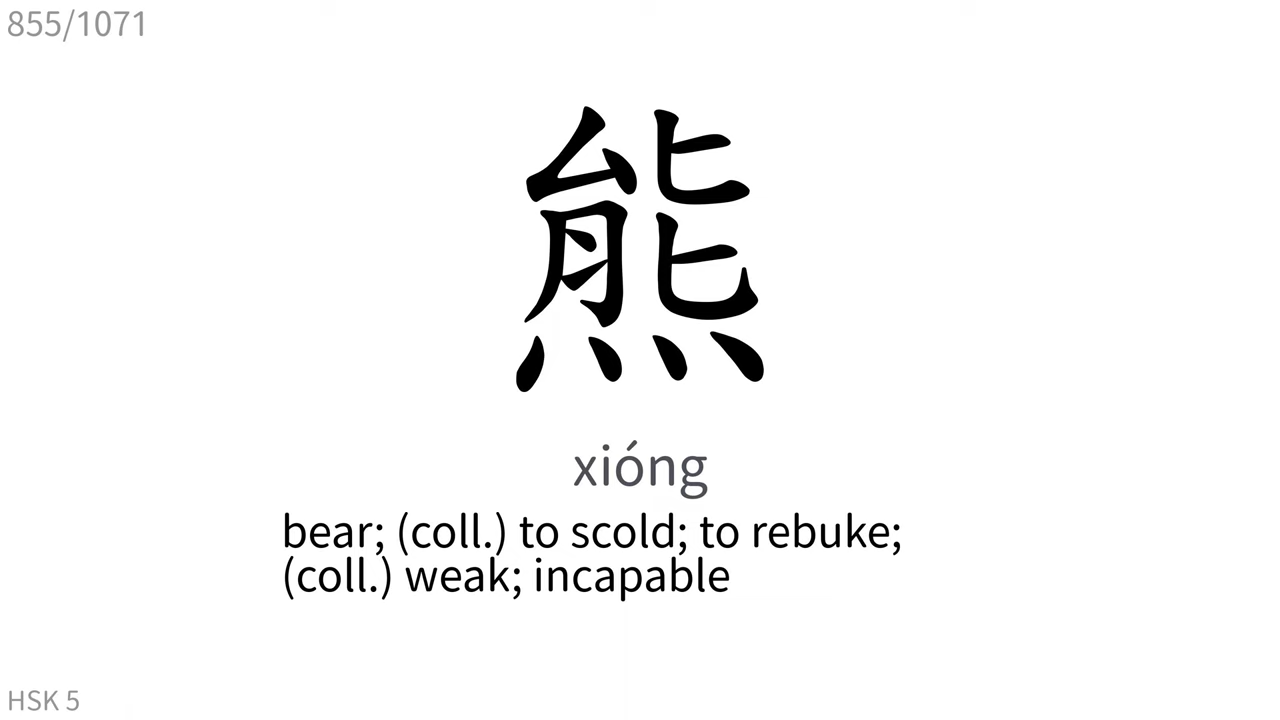 855/1071
熊
xióng
bear; (coll.) to scold; to rebuke;
(coll.) weak; incapable
HSK 5